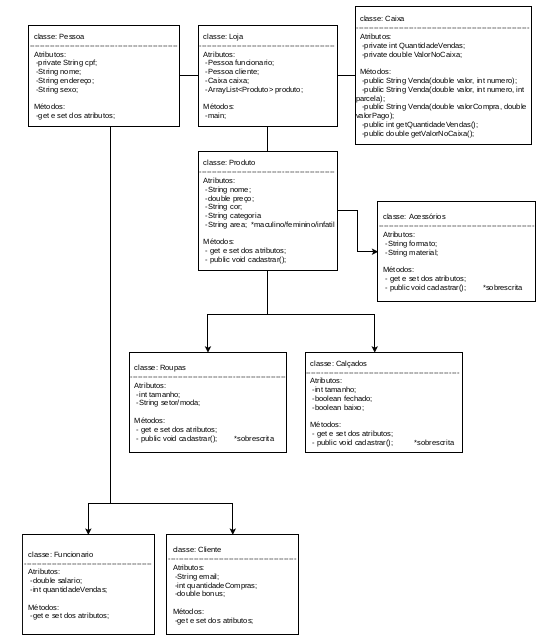 classe: Pessoa
Atributos:
-private String cpf;
-String nome;
-String endereço;
-String sexo;
Métodos:
-get e set dos atributos;
classe: Loja
Atributos:
-Pessoa funcionario;
-Pessoa cliente;
-Caixa caixa;
-ArrayList<Produto> produto;
Métodos:
-main;
classe: Caixa
Atributos:
-private int QuantidadeVendas;
-private double ValorNoCaixa;
Métodos:
-public String Venda(double valor, int numero);
-public String Venda(double valor, int numero, int
parcela);
-public String Venda(double valorCompra, double
valorPago);
-public int getQuantidadeVendas();
-public double getValorNoCaixa();
classe: Produto
Atributos:
-String nome;
-double preço;
-String cor;
-String categoria
-String area; *maculino/feminino/infatil
Métodos:
- get e set dos atributos;
- public void cadastrar();
classe: Acessórios
Atributos:
-String formato;
-String material;
Métodos:
- get e set dos atributos;
- public void cadastrar(); *sobrescrita
classe: Roupas
Atributos:
-int tamanho;
-String setor/moda;
Métodos:
- get e set dos atributos;
- public void cadastrar(); *sobrescrita
classe: Calçados
Atributos:
-int tamanho;
-boolean fechado;
-boolean baixo;
Métodos:
- get e set dos atributos;
- public void cadastrar(); *sobrescrita
classe: Funcionario
Atributos:
-double salario;
-int quantidadeVendas;
Métodos:
-get e set dos atributos;
classe: Cliente
Atributos:
-String email;
-int quantidadeCompras;
-double bonus;
Métodos:
-get e set dos atributos;